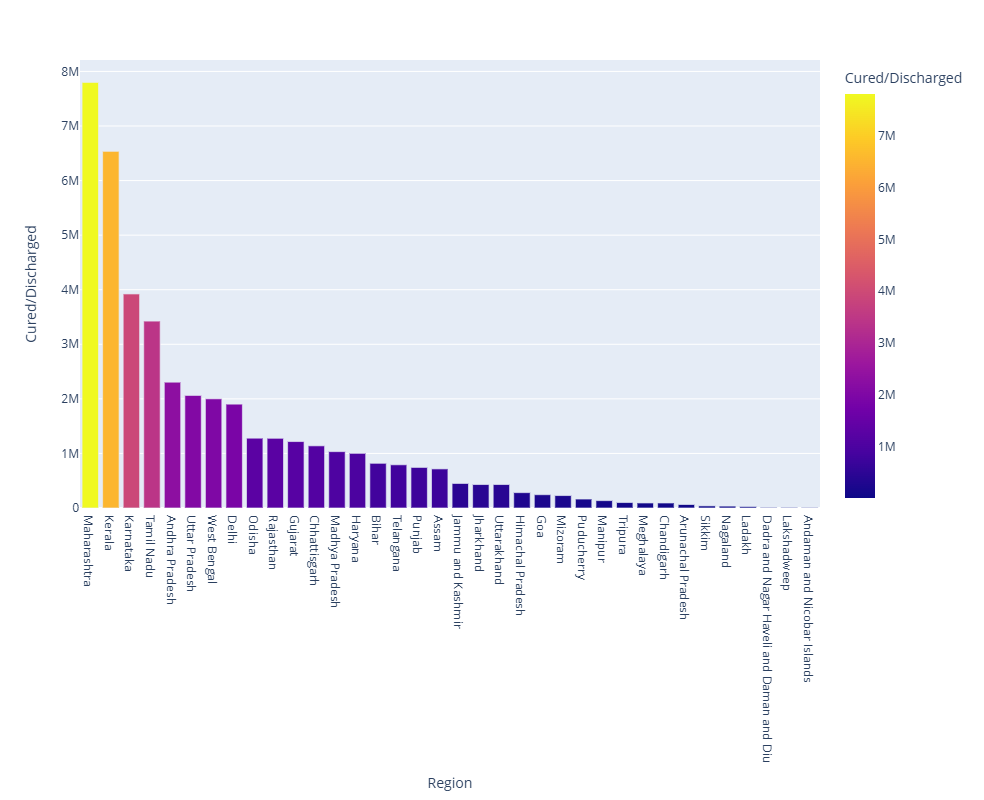 Cured/Discharged
8M
7M
6M
5M
4M
3M
2M
1M
0
Cured/Discharged
7M
6M
5M
4M
3M
2M
1M
Maharashtra
Kerala
Karnataka
Tamil Nadu
Andhra Pradesh
Uttar Pradesh
West Bengal
Delhi
Odisha
Rajasthan
Gujarat
Chhattisgarh
Madhya Pradesh
Haryana
Bihar
Telangana
Punjab
Assam
Jammu and Kashmir
Jharkhand
Uttarakhand
Himachal Pradesh
Goa
Mizoram
Puducherry
Manipur
Tripura
Meghalaya
Chandigarh
Arunachal Pradesh
Sikkim
Nagaland
Ladakh
Dadra and Nagar Haveli and Daman and Diu
Lakshadweep
Andaman and Nicobar Islands
Region